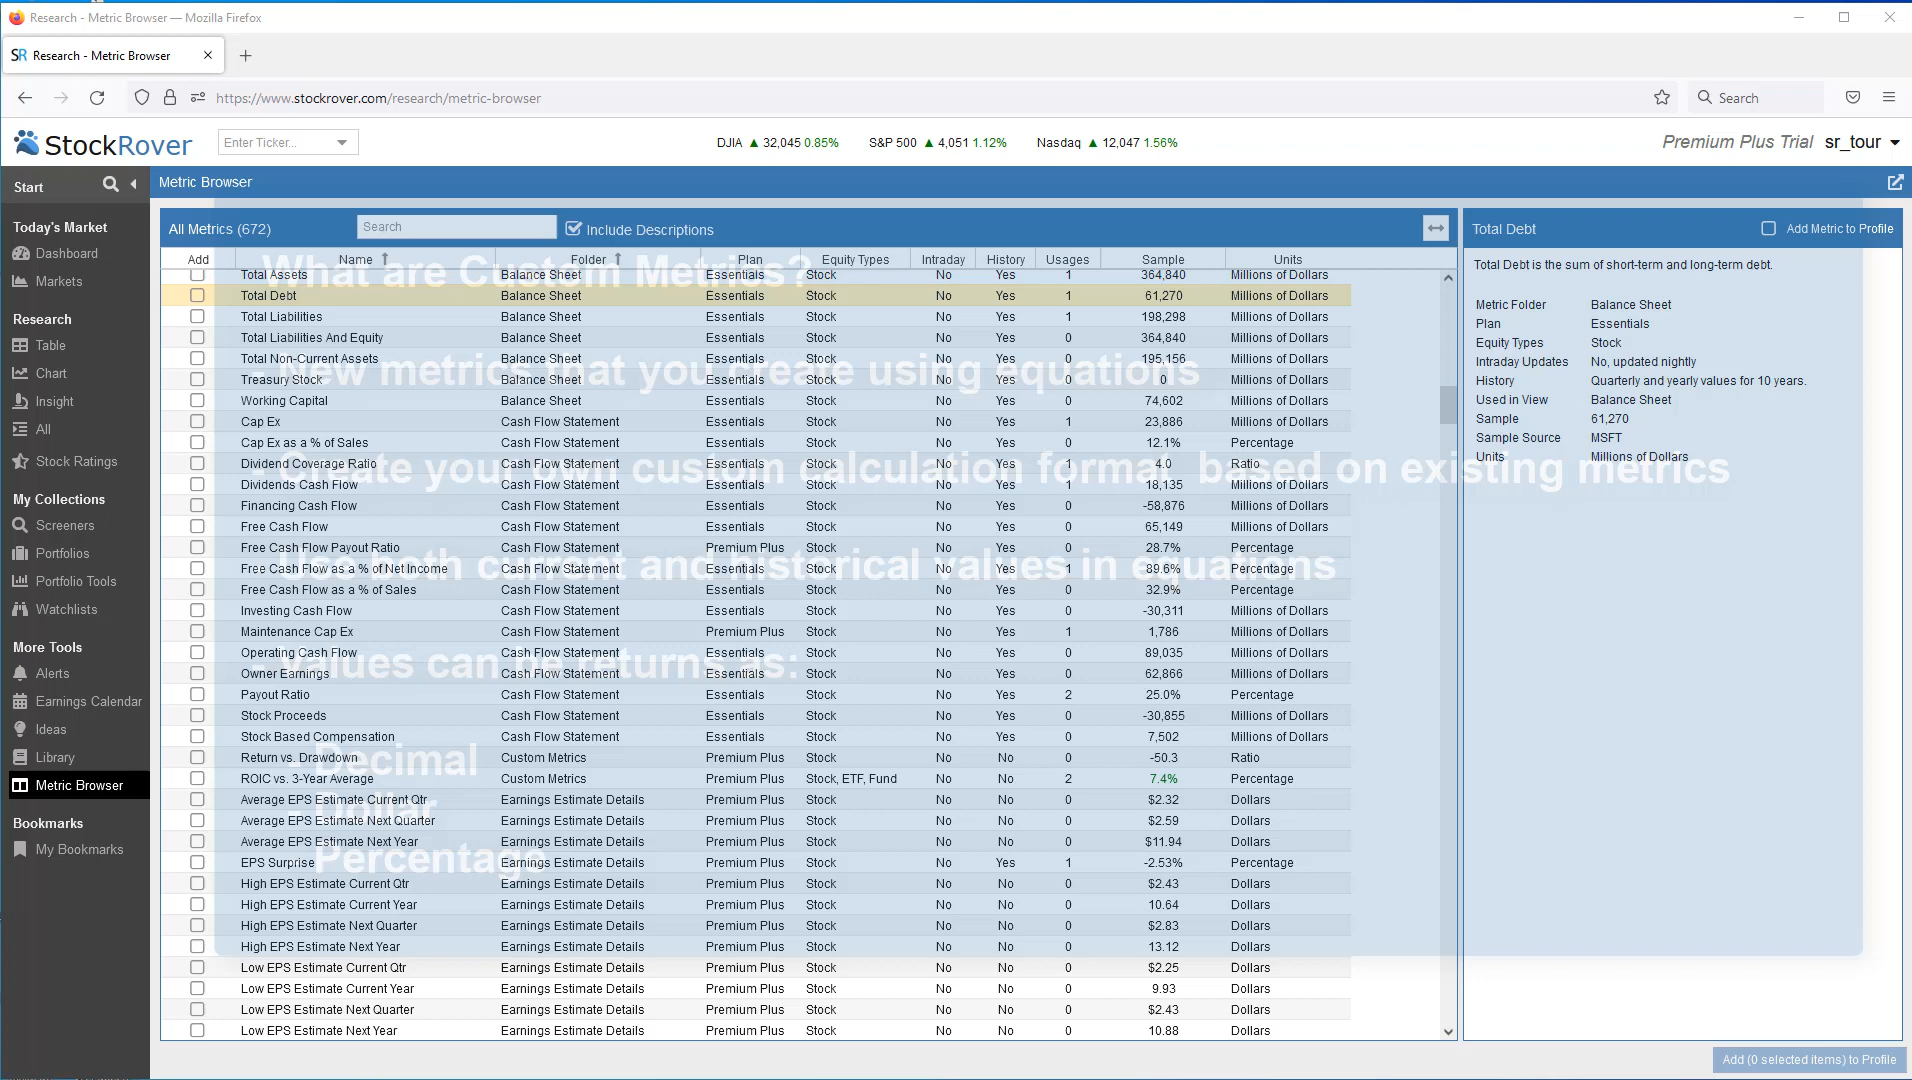 Research - Metric Browser — Mozilla Firefox
SR Research - Metric Browser
https://www.stockrover.com/research/metric-browser
Search
StockRover
Enter Ticker...
DJIA ▲ 32,045 0.85% S&P 500 ▲ 4,051 1.12% Nasdaq ▲ 12,047 1.56%
Premium Plus Trial sr_tour
Start
Today's Market
Dashboard
Markets
Research
Table
Chart
Insight
All
Stock Ratings
My Collections
Screeners
Portfolios
Portfolio Tools
Watchlists
More Tools
Alerts
Earnings Calendar
Ideas
Library
Metric Browser
Bookmarks
My Bookmarks
Metric Browser
All Metrics (672) Search Include Descriptions
Add Name Folder Plan Equity Types Intraday History Usages Sample Units
Total Assets Balance Sheet Essentials Stock No Yes 1 364,840 Millions of Dollars
Total Debt Balance Sheet Essentials Stock No Yes 1 61,270 Millions of Dollars
Total Liabilities Balance Sheet Essentials Stock No Yes 1 198,298 Millions of Dollars
Total Liabilities And Equity Balance Sheet Essentials Stock No Yes 0 364,840 Millions of Dollars
Total Non-Current Assets Balance Sheet Essentials Stock No Yes 0 195,156 Millions of Dollars
Treasury Stock Balance Sheet Essentials Stock No Yes 0 0 Millions of Dollars
Working Capital Balance Sheet Essentials Stock No Yes 0 74,602 Millions of Dollars
Cap Ex Cash Flow Statement Essentials Stock No Yes 1 23,886 Millions of Dollars
Cap Ex as a % of Sales Cash Flow Statement Essentials Stock No Yes 0 12.1% Percentage
Dividend Coverage Ratio Cash Flow Statement Essentials Stock No Yes 1 4.0 Ratio
Dividends Cash Flow Cash Flow Statement Essentials Stock No Yes 1 18,135 Millions of Dollars
Financing Cash Flow Cash Flow Statement Essentials Stock No Yes 0 -58,876 Millions of Dollars
Free Cash Flow Cash Flow Statement Essentials Stock No Yes 0 65,149 Millions of Dollars
Free Cash Flow Payout Ratio Cash Flow Statement Premium Plus Stock No Yes 0 28.7% Percentage
Free Cash Flow as a % of Net Income Cash Flow Statement Essentials Stock No Yes 1 89.6% Percentage
Free Cash Flow as a % of Sales Cash Flow Statement Essentials Stock No Yes 0 32.9% Percentage
Investing Cash Flow Cash Flow Statement Essentials Stock No Yes 0 -30,311 Millions of Dollars
Maintenance Cap Ex Cash Flow Statement Premium Plus Stock No Yes 1 1,786 Millions of Dollars
Operating Cash Flow Cash Flow Statement Essentials Stock No Yes 0 89,035 Millions of Dollars
Owner Earnings Cash Flow Statement Essentials Stock No Yes 0 62,866 Millions of Dollars
Payout Ratio Cash Flow Statement Essentials Stock No Yes 2 25.0% Percentage
Stock Proceeds Cash Flow Statement Essentials Stock No Yes 0 -30,855 Millions of Dollars
Stock Based Compensation Cash Flow Statement Essentials Stock No Yes 0 7,502 Millions of Dollars
Return vs. Drawdown Custom Metrics Premium Plus Stock No No 0 -50.3 Ratio
ROIC vs. 3-Year Average Custom Metrics Premium Plus Stock, ETF, Fund No No 2 7.4% Percentage
Average EPS Estimate Current Qtr Earnings Estimate Details Premium Plus Stock No No 0 $2.32 Dollars
Average EPS Estimate Next Quarter Earnings Estimate Details Premium Plus Stock No No 0 $2.59 Dollars
Average EPS Estimate Next Year Earnings Estimate Details Premium Plus Stock No No 0 $11.94 Dollars
EPS Surprise Earnings Estimate Details Premium Plus Stock No Yes 1 -2.53% Percentage
High EPS Estimate Current Qtr Earnings Estimate Details Premium Plus Stock No No 0 $2.43 Dollars
High EPS Estimate Current Year Earnings Estimate Details Premium Plus Stock No No 0 10.64 Dollars
High EPS Estimate Next Quarter Earnings Estimate Details Premium Plus Stock No No 0 $2.83 Dollars
High EPS Estimate Next Year Earnings Estimate Details Premium Plus Stock No No 0 13.12 Dollars
Low EPS Estimate Current Qtr Earnings Estimate Details Premium Plus Stock No No 0 $2.25 Dollars
Low EPS Estimate Current Year Earnings Estimate Details Premium Plus Stock No No 0 9.93 Dollars
Low EPS Estimate Next Quarter Earnings Estimate Details Premium Plus Stock No No 0 $2.43 Dollars
Low EPS Estimate Next Year Earnings Estimate Details Premium Plus Stock No No 0 10.88 Dollars
What are Custom Metrics?
- New metrics that you create using equations
- Create your own custom calculation format, based on existing metrics
- Use both current and historical values in equations
- Values can be returns as:
- Decimal
- Dollar
- Percentage
Total Debt Add Metric to Profile
Total Debt is the sum of short-term and long-term debt.
Metric Folder Balance Sheet
Plan Essentials
Equity Types Stock
Intraday Updates No, updated nightly
History Quarterly and yearly values for 10 years.
Used in View Balance Sheet
Sample 61,270
Sample Source MSFT
Units Millions of Dollars
Add (0 selected items) to Profile